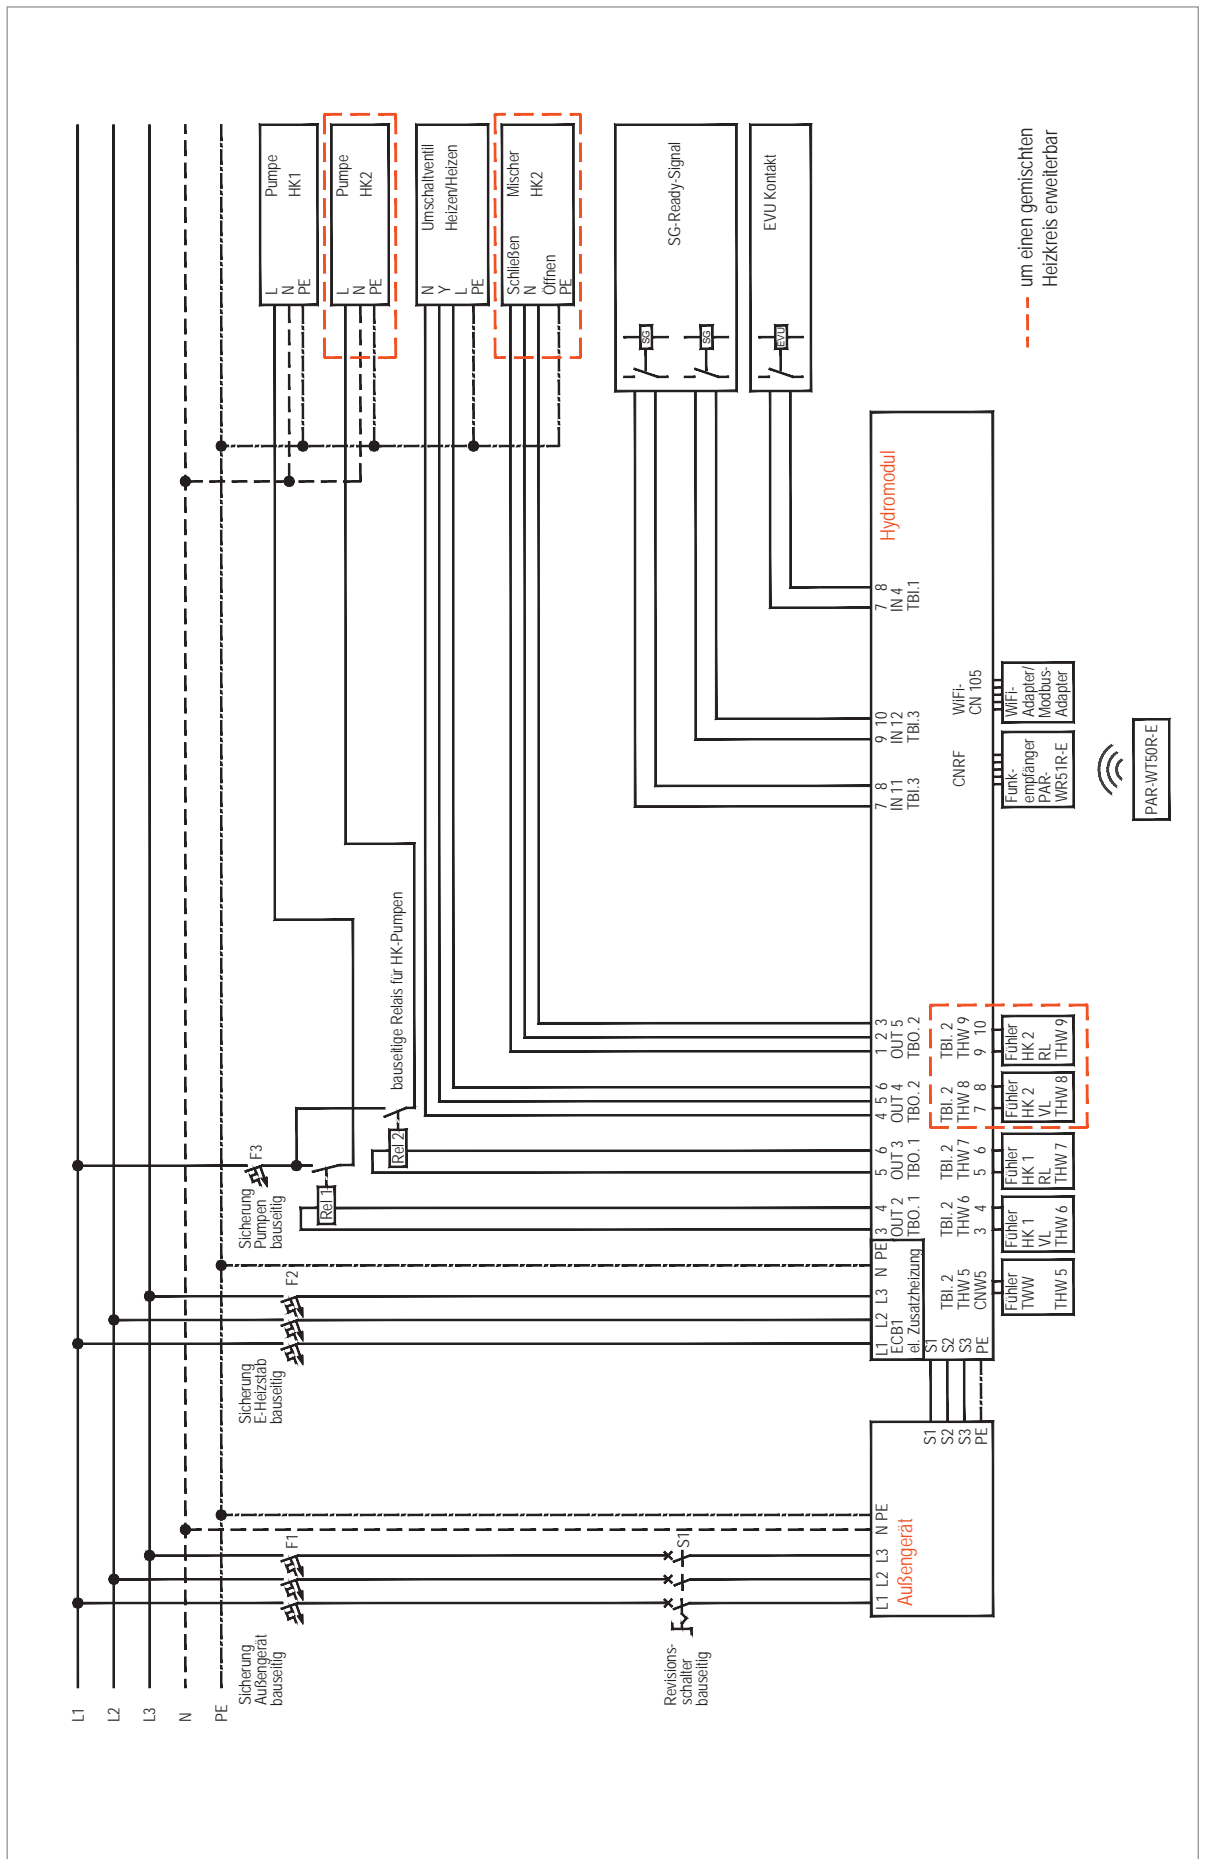 L1
L2
L3
N
PE
Sicherung
Außengerät
bauseitig
F1
Revisions-
schalter
bauseitig
S1
L1 L2 L3 N PE
Außengerät
S1
S2
S3
PE
Sicherung
E-Heizstab
bauseitig
F2
Sicherung
Pumpen
bauseitig
F3
Rel 1
Rel 2
bauseitige Relais für HK-Pumpen
Pumpe
HK1
L
N
PE
Pumpe
HK2
L
N
PE
Umschaltventil
Heizen/Heizen
N
Y
L
PE
Mischer
HK2
Schließen
N
Öffnen
PE
SG-Ready-Signal
SG
SG
EVU Kontakt
EVU
um einen gemischten
Heizkreis erweiterbar
Hydromodul
L1 L2 L3 N PE
ECB1
el. Zusatzheizung
S1
S2
S3
PE
3 4
OUT 2
TBO. 1
5 6
OUT 3
TBO. 1
4 5 6
OUT 4
TBO. 2
1 2 3
OUT 5
TBO. 2
7 8
IN 11
TBI.3
9 10
IN 12
TBI.3
7 8
IN 4
TBI.1
TBI. 2
THW 5
CNW5
TBI. 2
THW 6
3 4
TBI. 2
THW 7
5 6
TBI. 2
THW 8
7 8
TBI. 2
THW 9
9 10
CNRF
WiFi-
CN 105
Fühler
TWW
THW 5
Fühler
HK 1
VL
THW 6
Fühler
HK 1
RL
THW 7
Fühler
HK 2
VL
THW 8
Fühler
HK 2
RL
THW 9
Funk-
empfänger
PAR-
WR51R-E
WiFi-
Adapter/
Modbus-
Adapter
PAR-WT50R-E